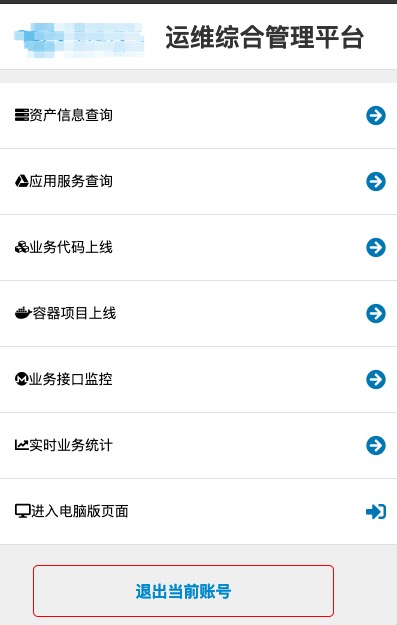 运维综合管理平台
资产信息查询
应用服务查询
业务代码上线
容器项目上线
业务接口监控
实时业务统计
进入电脑版页面
退出当前账号